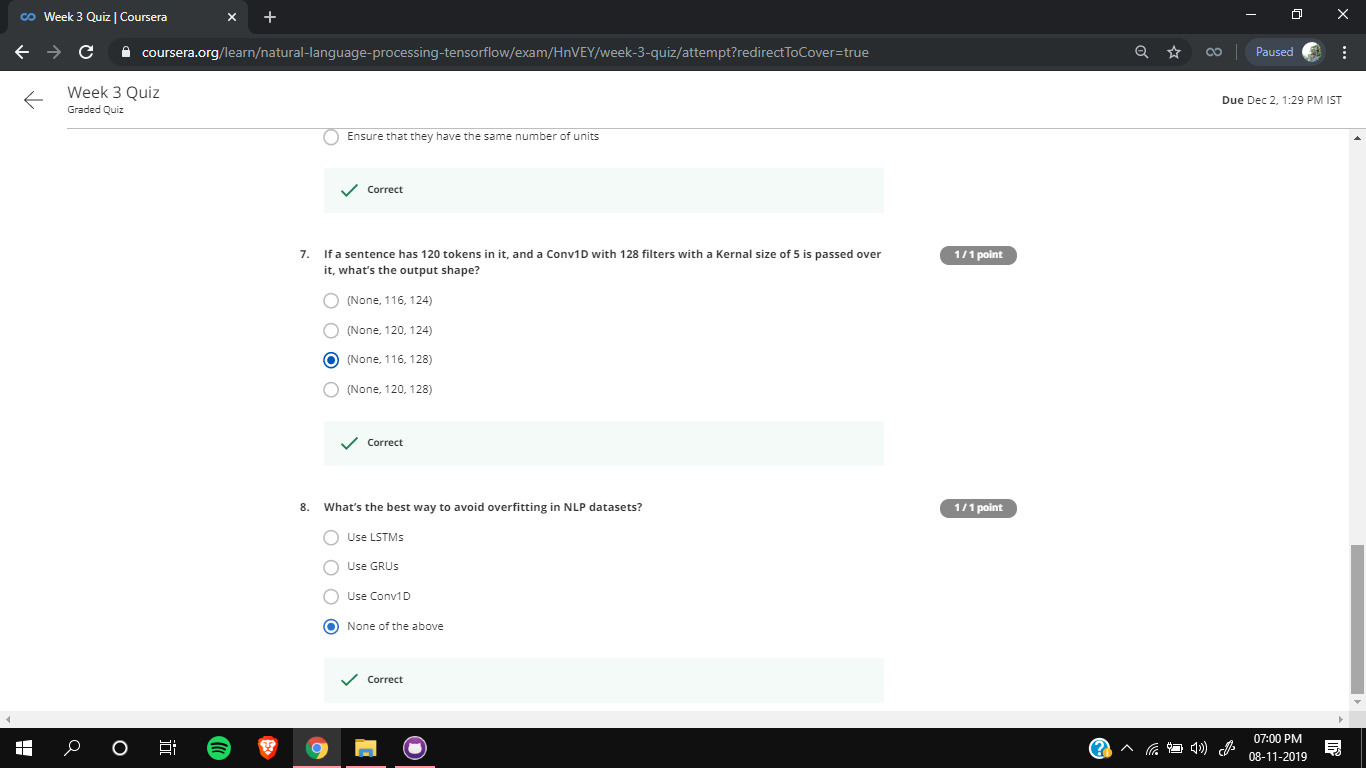 Week 3 Quiz | Coursera
coursera.org/learn/natural-language-processing-tensorflow/exam/HnVEY/week-3-quiz/attempt?redirectToCover=true
Paused
Week 3 Quiz
Graded Quiz
Due Dec 2, 1:29 PM IST
Ensure that they have the same number of units
Correct
7. If a sentence has 120 tokens in it, and a Conv1D with 128 filters with a Kernal size of 5 is passed over
it, what's the output shape?
1 / 1 point
(None, 116, 124)
(None, 120, 124)
(None, 116, 128)
(None, 120, 128)
Correct
8. What's the best way to avoid overfitting in NLP datasets?
1 / 1 point
Use LSTMs
Use GRUs
Use Conv1D
None of the above
Correct
07:00 PM
08-11-2019